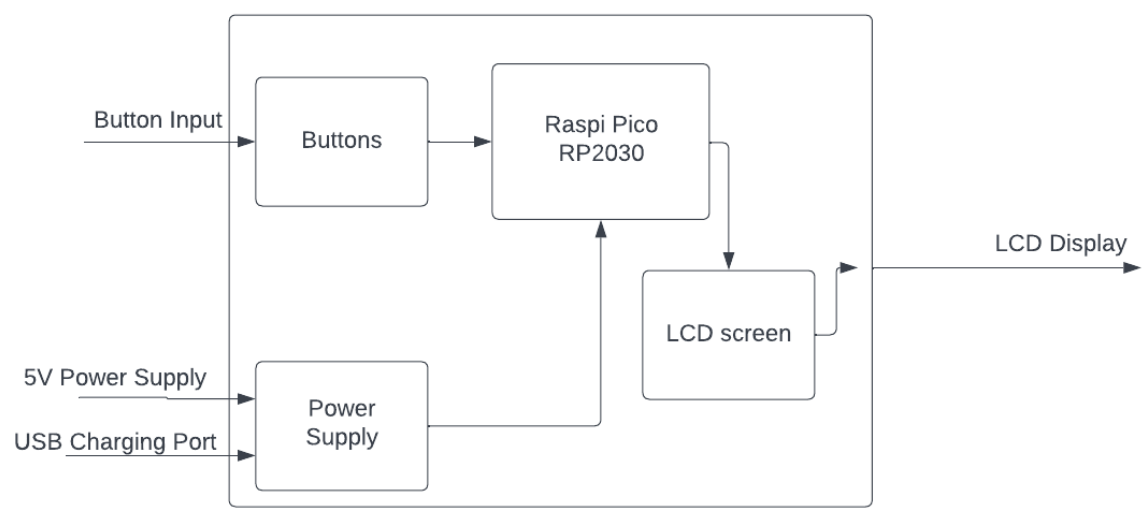 Button Input
Buttons
Raspi Pico
RP2030
LCD Display
LCD screen
5V Power Supply
USB Charging Port
Power
Supply